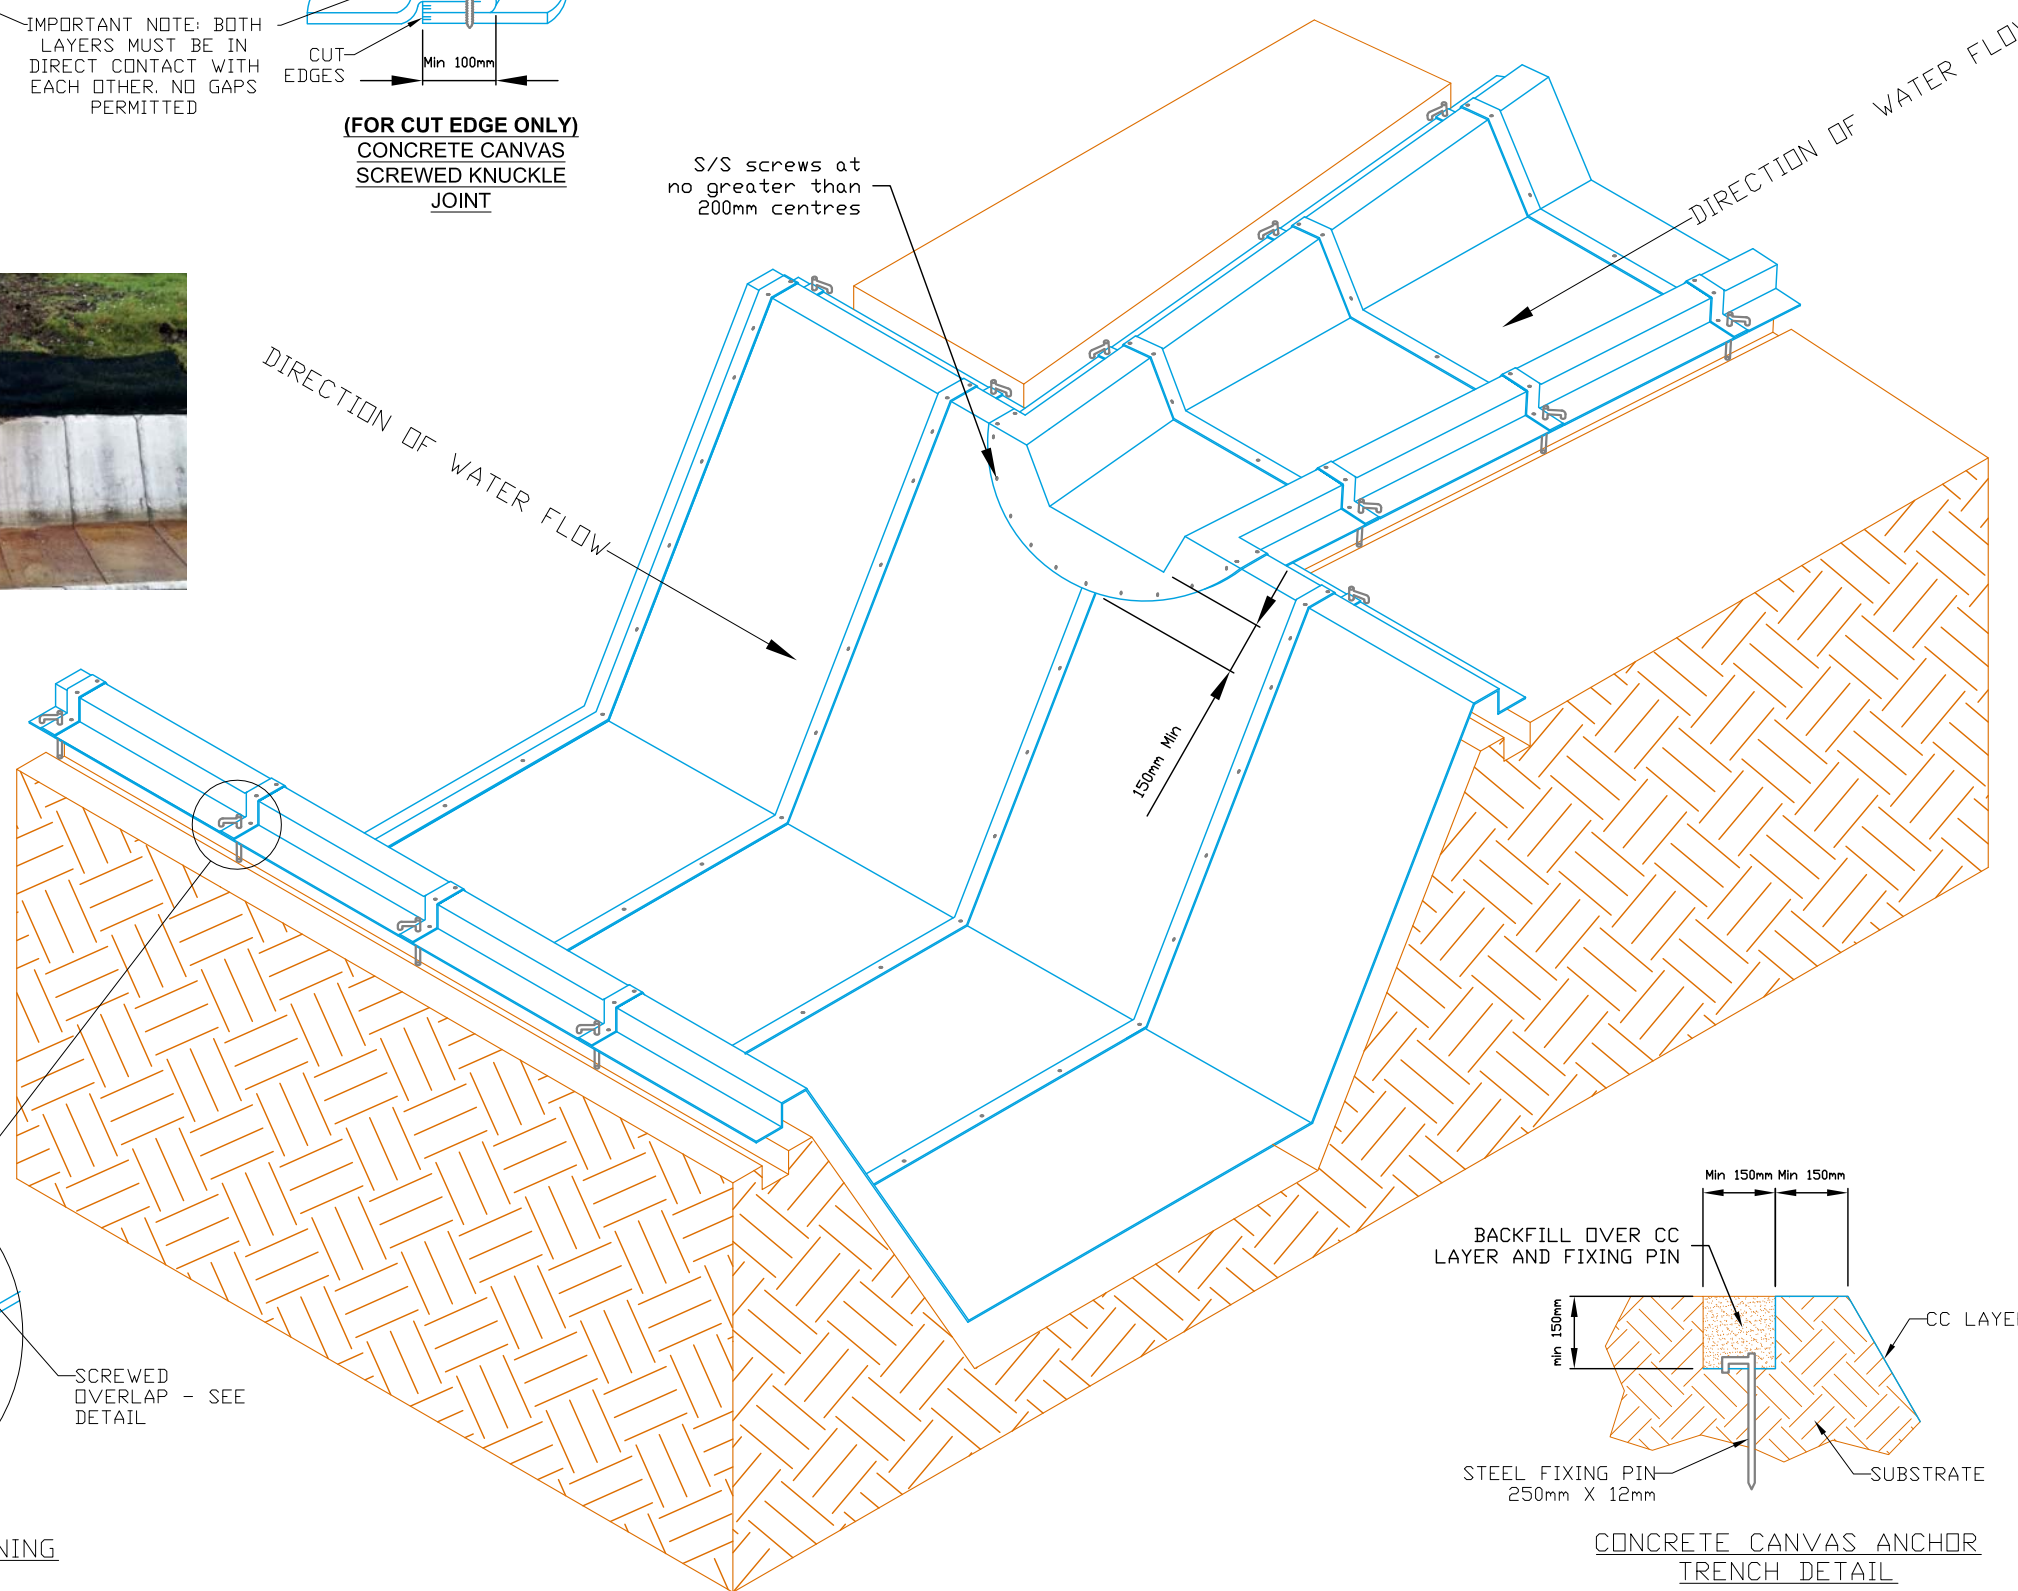 IMPORTANT NOTE: BOTH
LAYERS MUST BE IN
DIRECT CONTACT WITH
EACH OTHER. NO GAPS
PERMITTED
CUT
EDGES
Min 100mm
(FOR CUT EDGE ONLY)
CONCRETE CANVAS
SCREWED KNUCKLE
JOINT
S/S screws at
no greater than
200mm centres
DIRECTION OF WATER FLOW
DIRECTION OF WATER
150mm Min
SCREWED
OVERLAP - SEE
DETAIL
Min 150mm Min 150mm
BACKFILL OVER CC
LAYER AND FIXING PIN
min 150mm
CC
STEEL FIXING PIN
250mm X 12mm
SUBSTRATE
CONCRETE CANVAS ANCHOR
TRENCH DETAIL